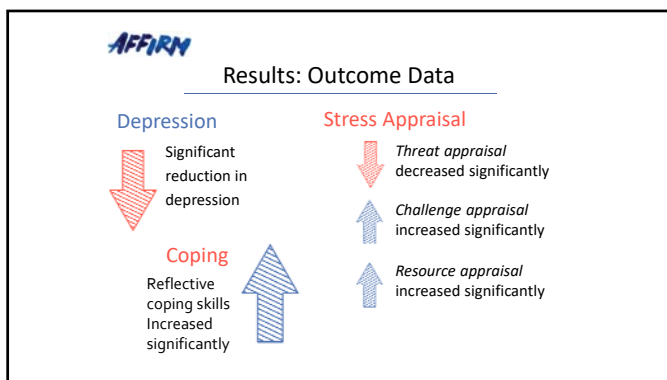 AFFIRM
Results: Outcome Data
Depression
Significant
reduction in
depression
Coping
Reflective
coping skills
Increased
significantly
Stress Appraisal
Threat appraisal
decreased significantly
Challenge appraisal
increased significantly
Resource appraisal
increased significantly